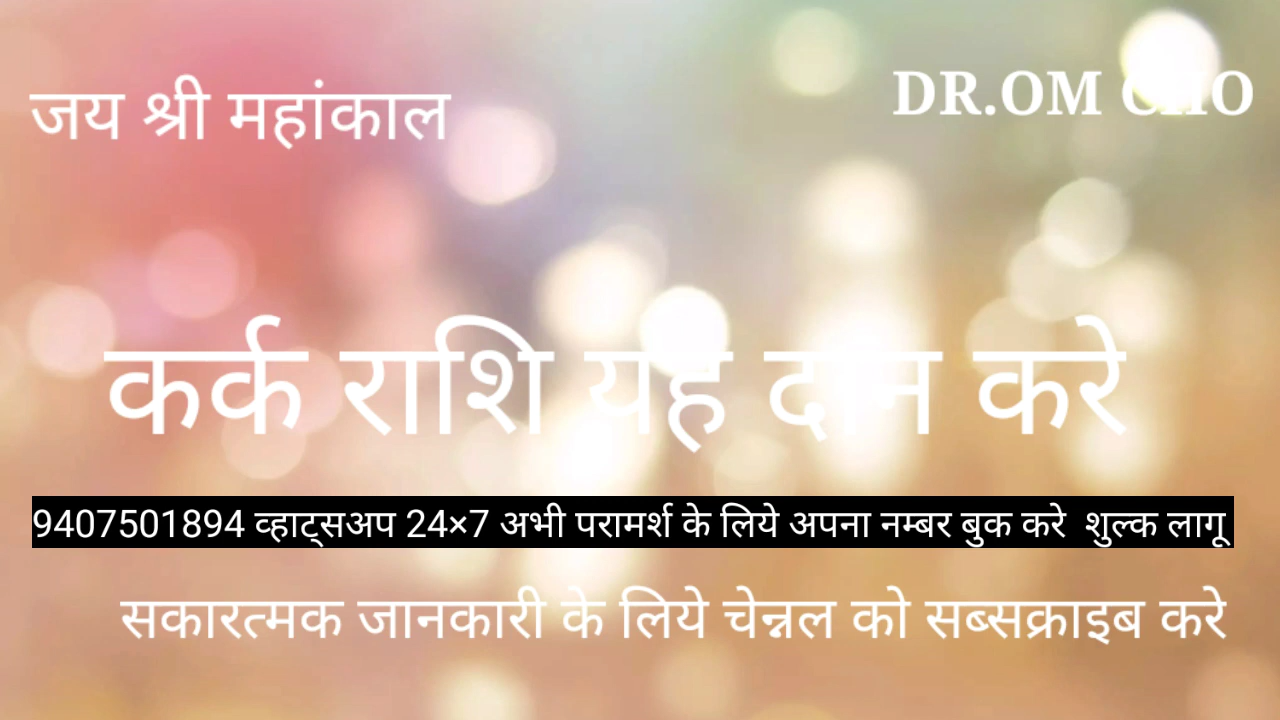 जय श्री महांकाल
DR.OM CHO
कर्क राशि यह दान करे
9407501894 व्हाट्सअप 24×7 अभी परामर्श के लिये अपना नम्बर बुक करे शुल्क लागू
सकारत्मक जानकारी के लिये चेन्नल को सब्सक्राइब करे